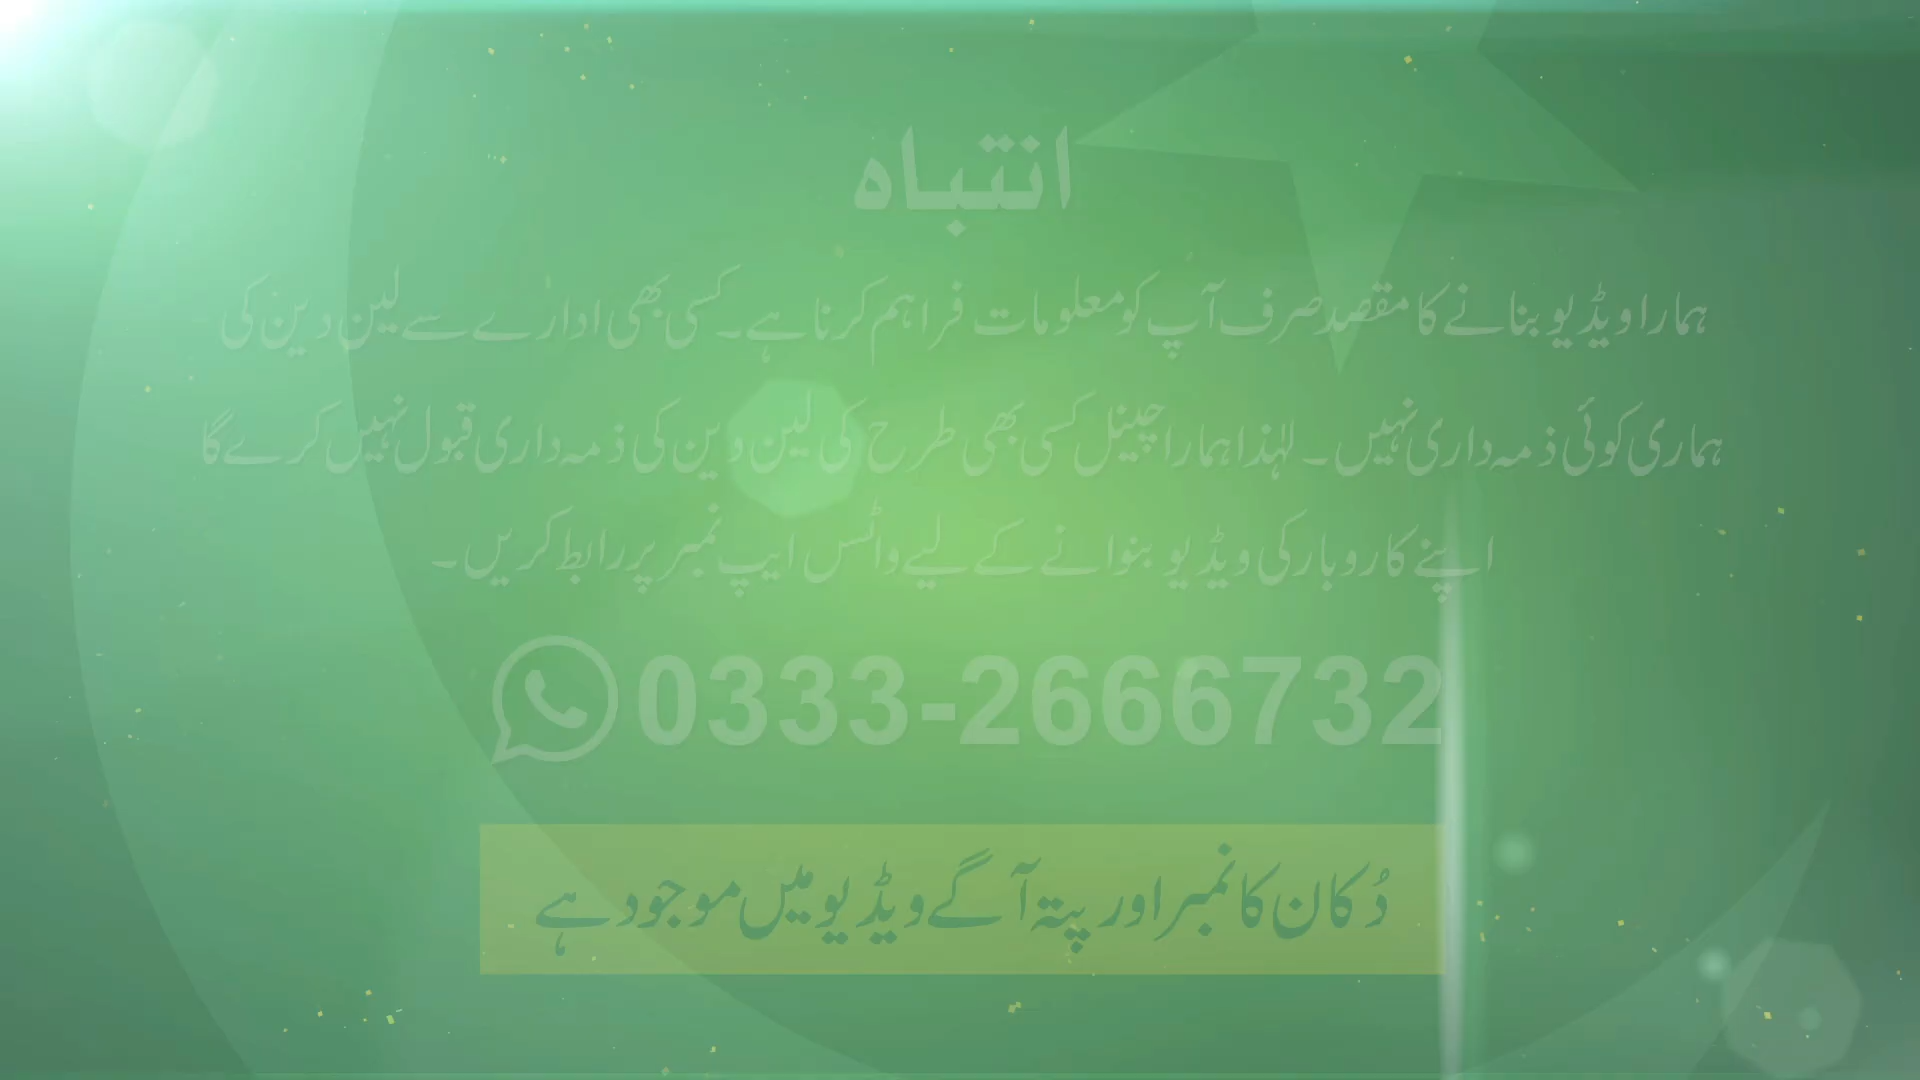 انتباہ
ہمارا ویڈیو بنانے کا مقصد صرف آپ کو معلومات فراہم کرنا ہے۔ کسی بھی ادارے سے لین دین کی
ہماری کوئی ذمہ داری نہیں۔ لہٰذا ہمارا چینل کسی بھی طرح کی لین دین کی ذمہ داری قبول نہیں کرے گا
اپنے کاروبار کی ویڈیو بنوانے کے لیے واٹس ایپ نمبر پر رابط کریں۔
0333-2666732
دُکان کا نمبر اور پتہ آگے ویڈیو میں موجود ہے